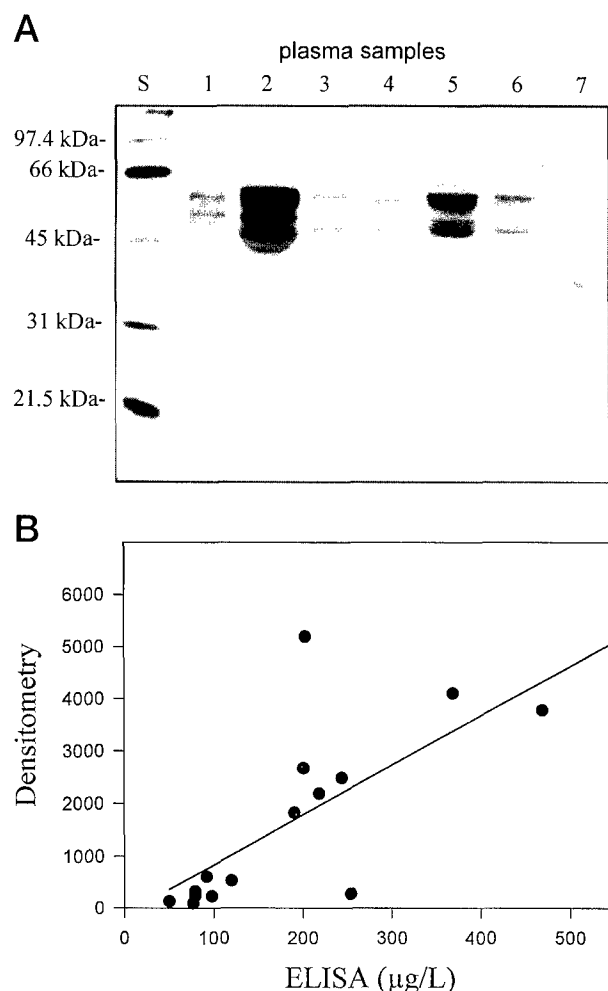 A
plasma samples
S 1 2 3 4 5 6 7
97.4 kDa-
66 kDa-
45 kDa-
31 kDa-
21.5 kDa-
B
6000
5000
4000
3000
2000
1000
0
Densitometry
0 100 200 300 400 500
ELISA (µg/L)